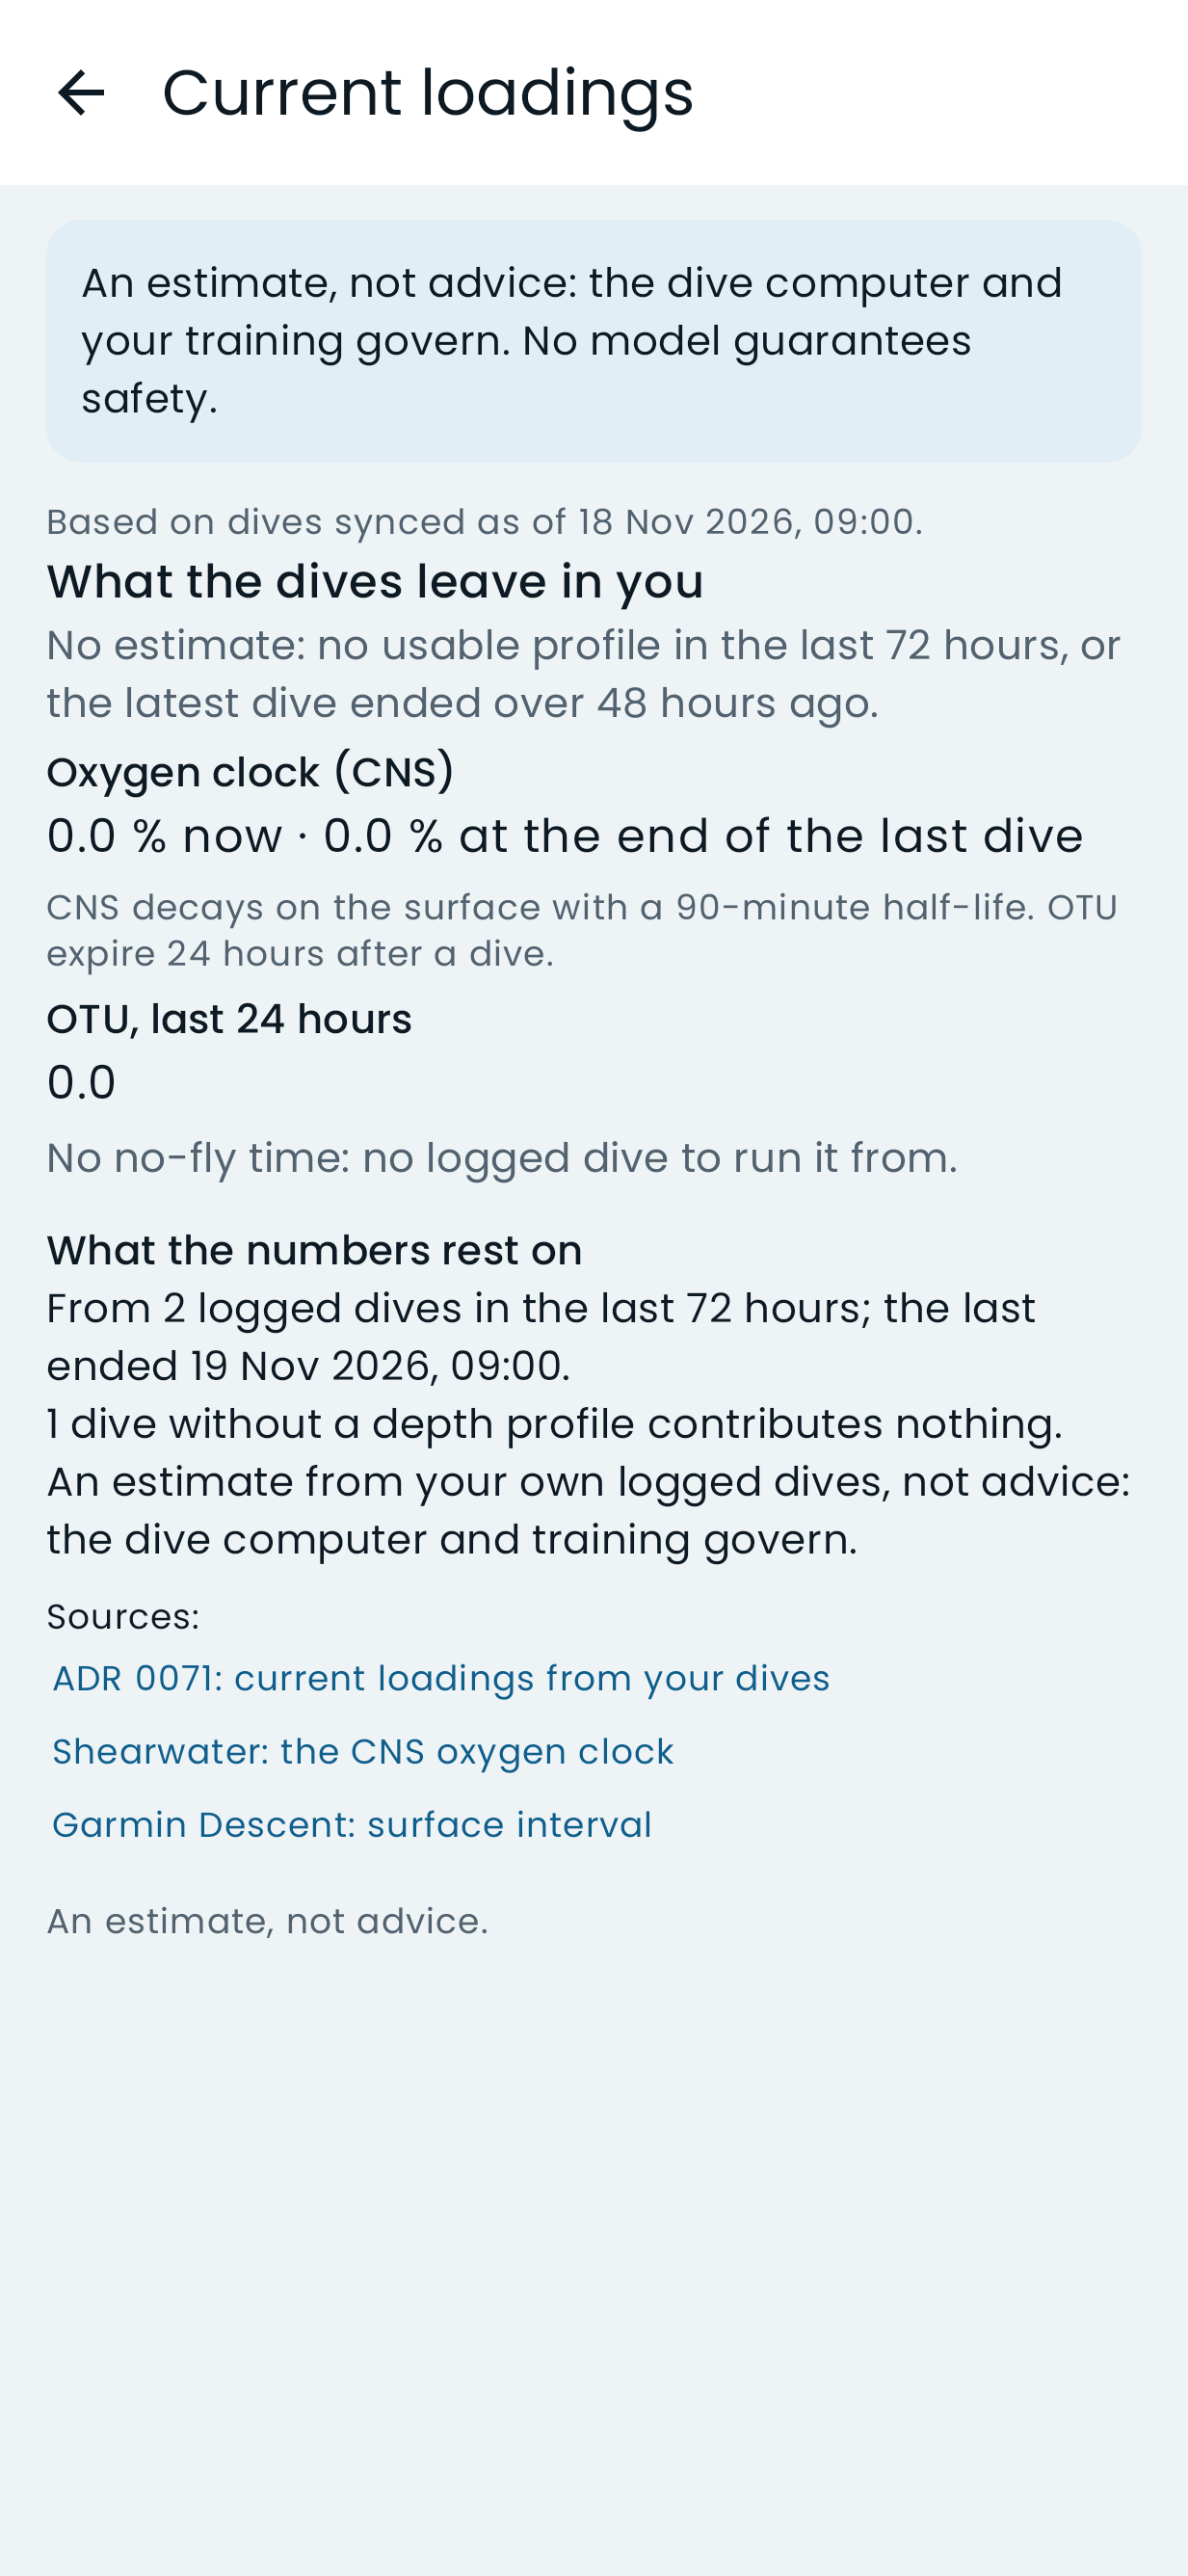 Current loadings
An estimate, not advice: the dive computer and
your training govern. No model guarantees
safety.
Based on dives synced as of 18 Nov 2026, 09:00.
What the dives leave in you
No estimate: no usable profile in the last 72 hours, or
the latest dive ended over 48 hours ago.
Oxygen clock (CNS)
0.0 % now · 0.0 % at the end of the last dive
CNS decays on the surface with a 90-minute half-life. OTU
expire 24 hours after a dive.
OTU, last 24 hours
0.0
No no-fly time: no logged dive to run it from.
What the numbers rest on
From 2 logged dives in the last 72 hours; the last
ended 19 Nov 2026, 09:00.
1 dive without a depth profile contributes nothing.
An estimate from your own logged dives, not advice:
the dive computer and training govern.
Sources:
ADR 0071: current loadings from your dives
Shearwater: the CNS oxygen clock
Garmin Descent: surface interval
An estimate, not advice.